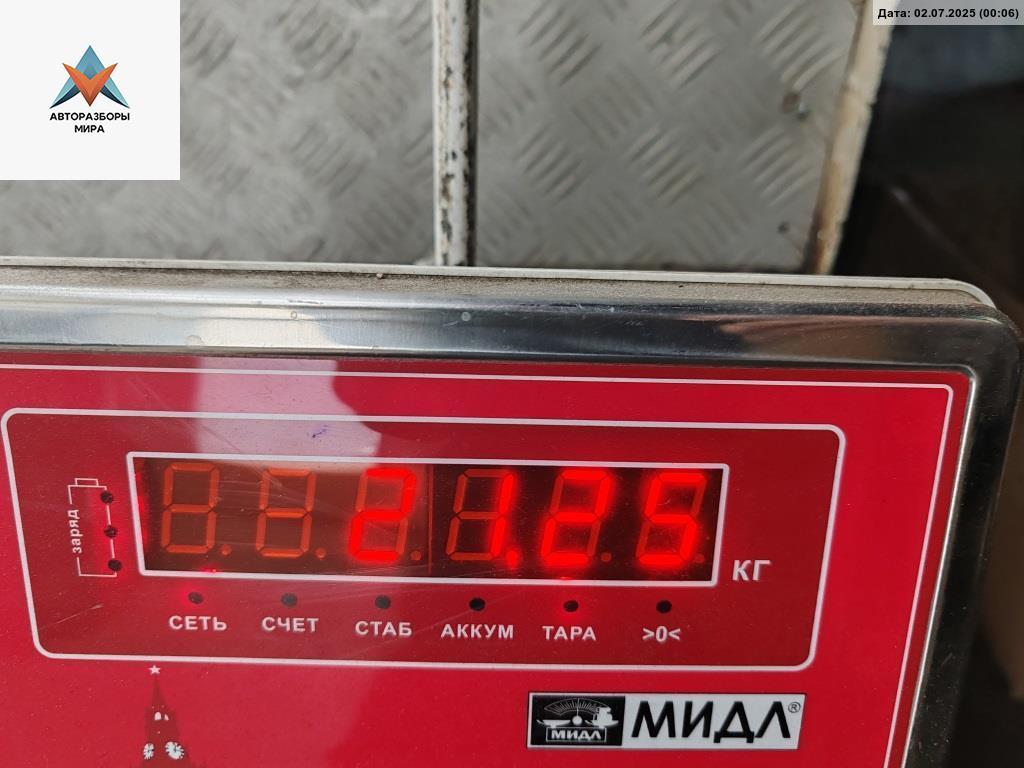 Дата: 02.07.2025 (00:06)
АВТОРАЗБОРЫ
МИРА
заряд
21.25
КГ
СЕТЬ СЧЕТ СТАБ АККУМ ТАРА >0<
МИДЛ МИДЛ®